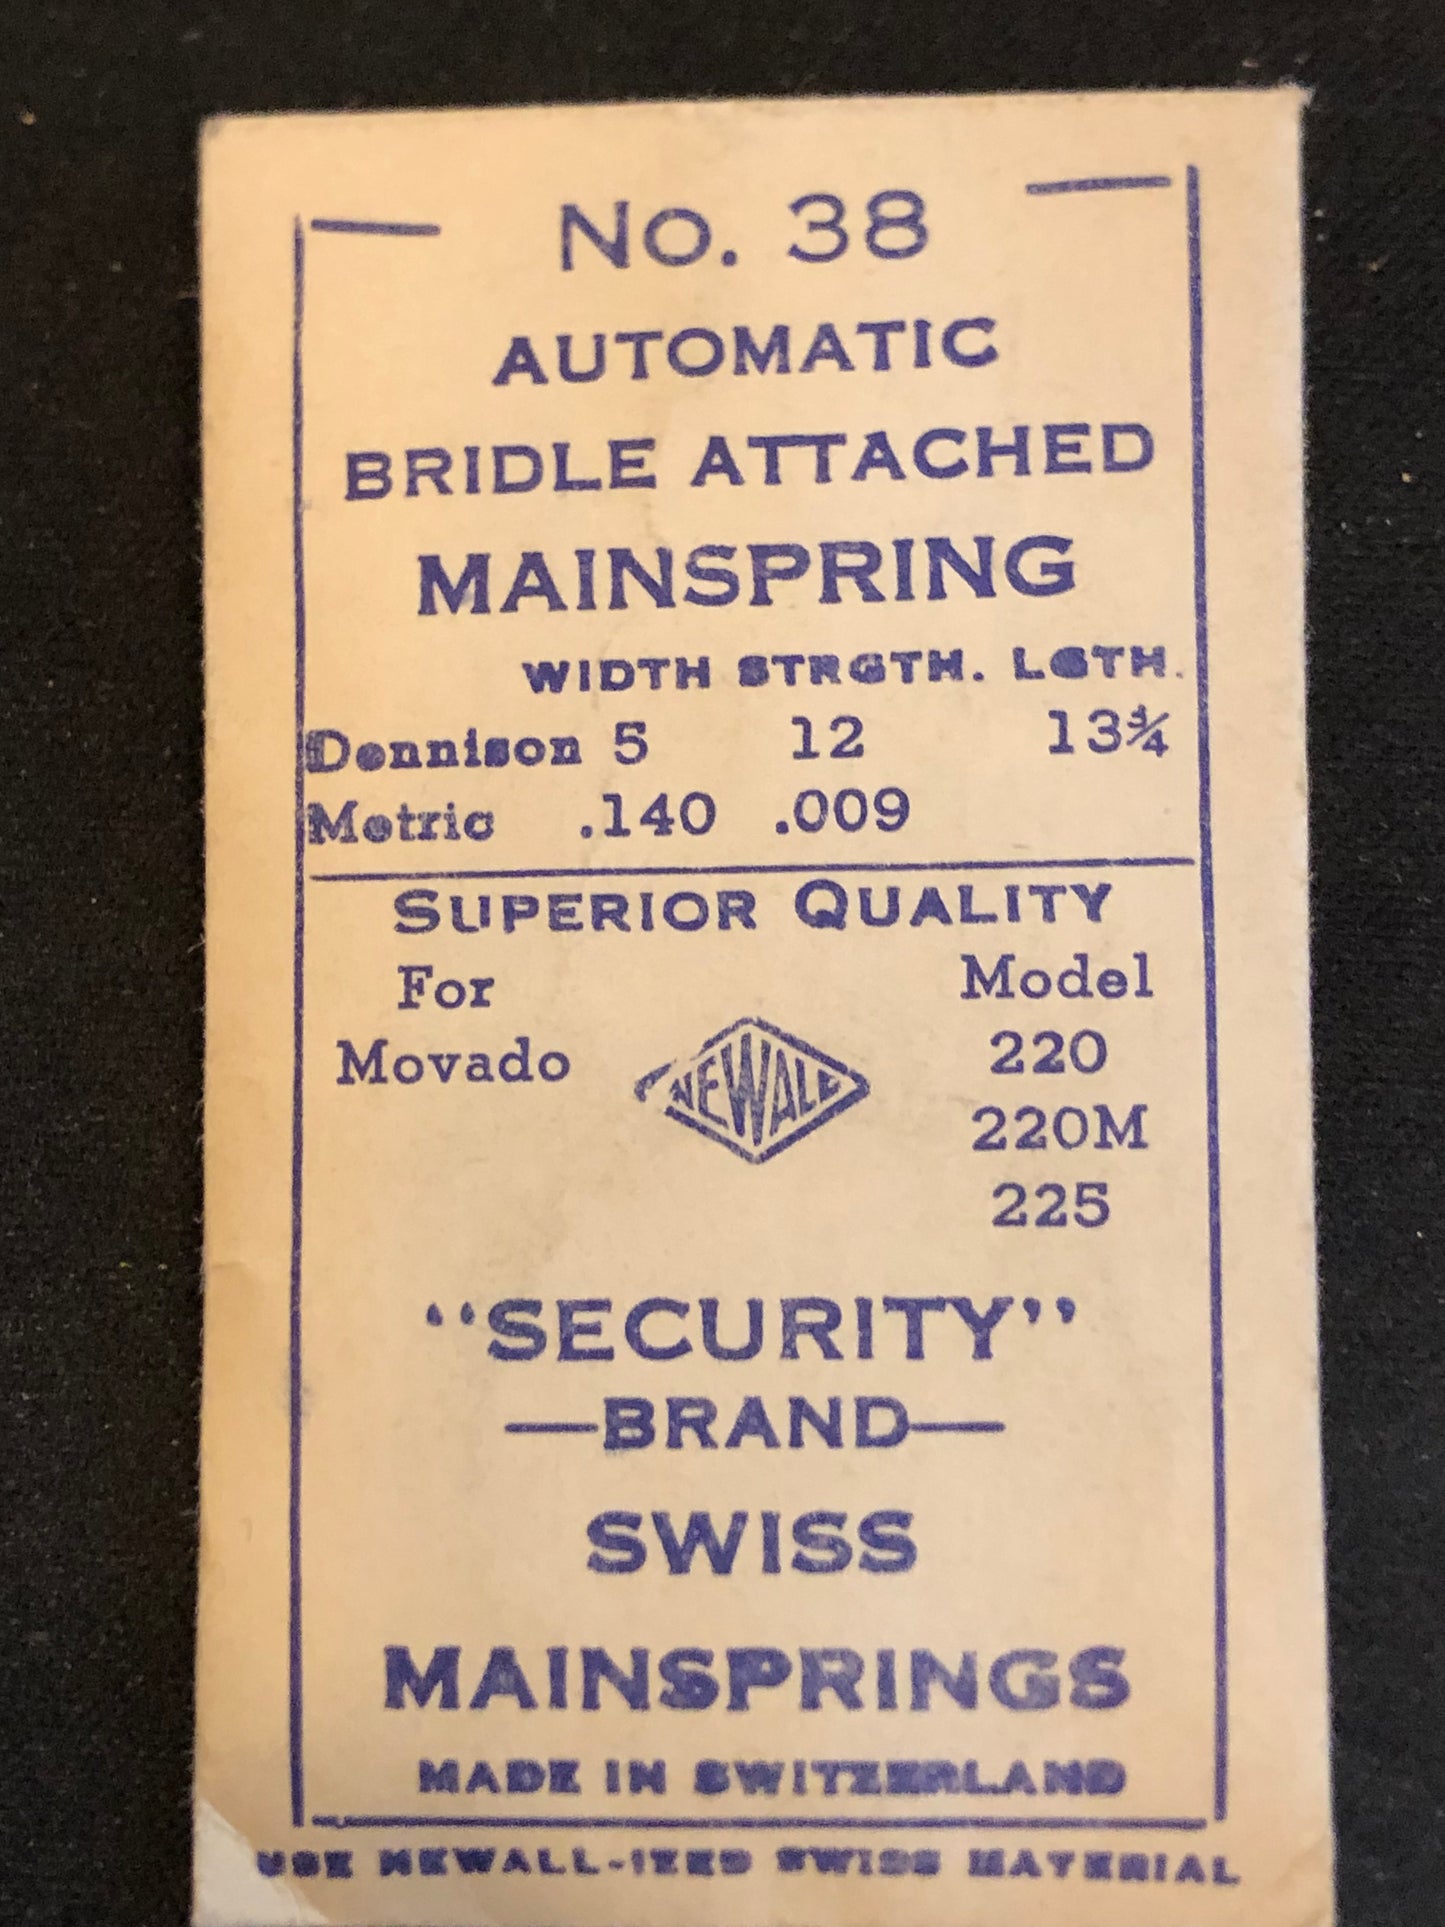 No. 38
AUTOMATIC
BRIDLE ATTACHED
MAINSPRING
WIDTH STRGTH. LGTH.
Dennison 5 12 13¾
Metric .140 .009
SUPERIOR QUALITY
For Model
Movado NEWALL 220
220M
225
"SECURITY"
—BRAND—
SWISS
MAINSPRINGS
MADE IN SWITZERLAND
USE NEWALL-IZED SWISS MATERIAL